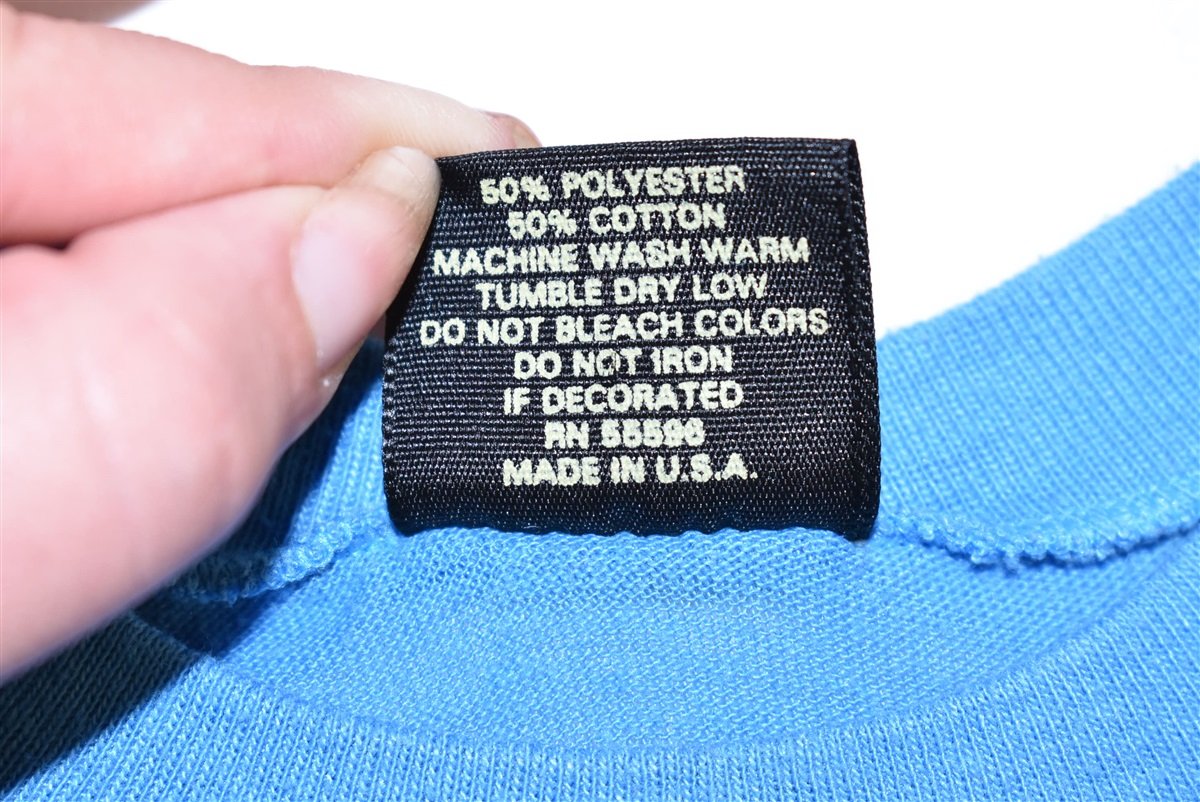 50% POLYESTER
50% COTTON
MACHINE WASH WARM
TUMBLE DRY LOW
DO NOT BLEACH COLORS
DO NOT IRON
IF DECORATED
RN 55596
MADE IN U.S.A.